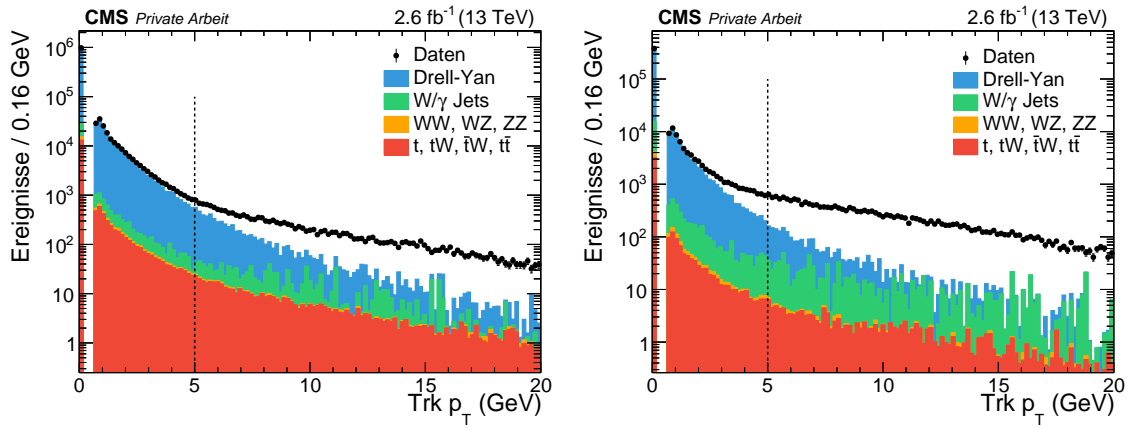 CMS Private Arbeit 2.6 fb⁻¹ (13 TeV)
Ereignisse / 0.16 GeV
10⁶
10⁵
10⁴
10³
10²
10
1
Daten
Drell-Yan
W/γ Jets
WW, WZ, ZZ
t, tW, t̄W, tt̄
0 5 10 15 20
Trk p_T (GeV)
CMS Private Arbeit 2.6 fb⁻¹ (13 TeV)
Ereignisse / 0.16 GeV
10⁵
10⁴
10³
10²
10
1
Daten
Drell-Yan
W/γ Jets
WW, WZ, ZZ
t, tW, t̄W, tt̄
0 5 10 15 20
Trk p_T (GeV)